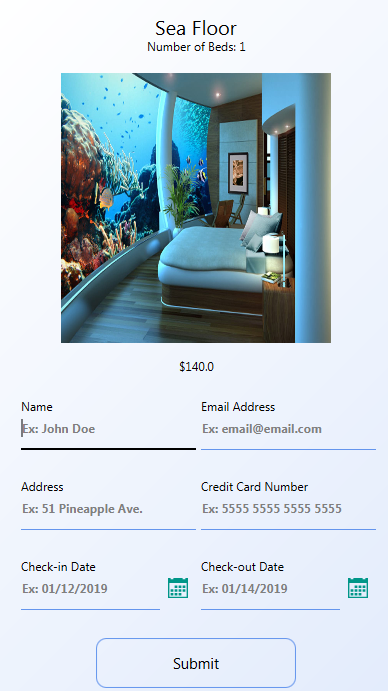 Sea Floor
Number of Beds: 1
$140.0
Name
Email Address
Ex: John Doe
Ex: email@email.com
Address
Credit Card Number
Ex: 51 Pineapple Ave.
Ex: 5555 5555 5555 5555
Check-in Date
Check-out Date
Ex: 01/12/2019
Ex: 01/14/2019
Submit